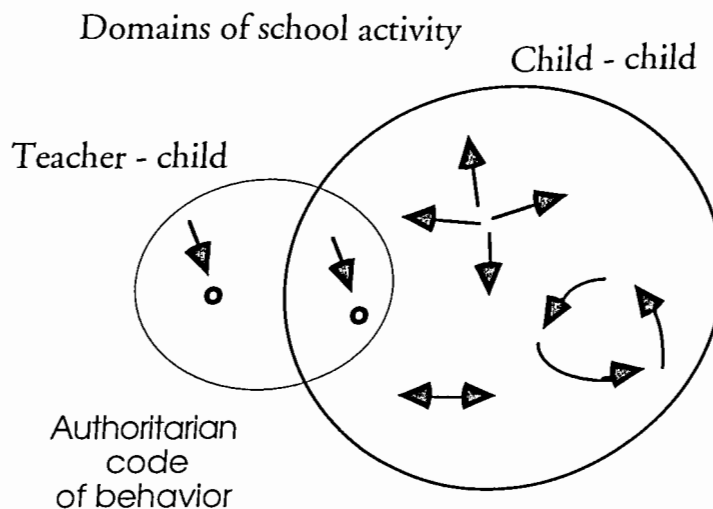 Domains of school activity
Child - child
Teacher - child
Authoritarian
code
of behavior